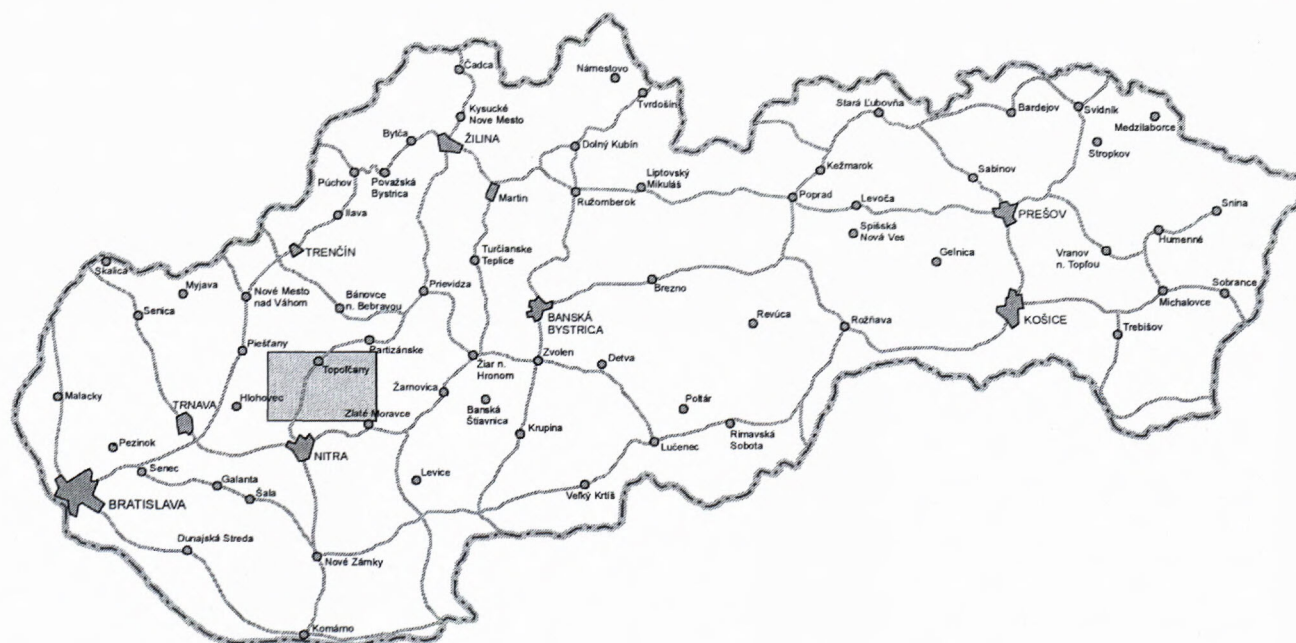 Čadca
Námestovo
Tvrdošín
Kysucké
Nove Mesto
Bytča
ŽILINA
Stará Ľubovňa
Bardejov
Svidník
Medzilaborce
Stropkov
Dolný Kubín
Púchov
Považská
Bystrica
Liptovský
Mikuláš
Kežmarok
Sabinov
Ilava
Martin
Ružomberok
Poprad
Levoča
PREŠOV
Snina
TRENČÍN
Turčianske
Teplice
Spišská
Nová Ves
Gelnica
Humenné
Vranov
n. Topľou
Skalica
Myjava
Nové Mesto
nad Váhom
Bánovce
n. Bebravou
Prievidza
Brezno
Michalovce
Sobrance
Senica
BANSKÁ
BYSTRICA
Revúca
Rožňava
KOŠICE
Trebišov
Piešťany
Partizánske
Topoľčany
Žiar n.
Hronom
Zvolen
Detva
Malacky
TRNAVA
Hlohovec
Zlaté Moravce
Žarnovica
Banská
Štiavnica
Krupina
Poltár
Rimavská
Sobota
Lučenec
Pezinok
NITRA
Senec
Galanta
Šaľa
Levice
Veľký Krtíš
BRATISLAVA
Dunajská Streda
Nové Zámky
Komárno